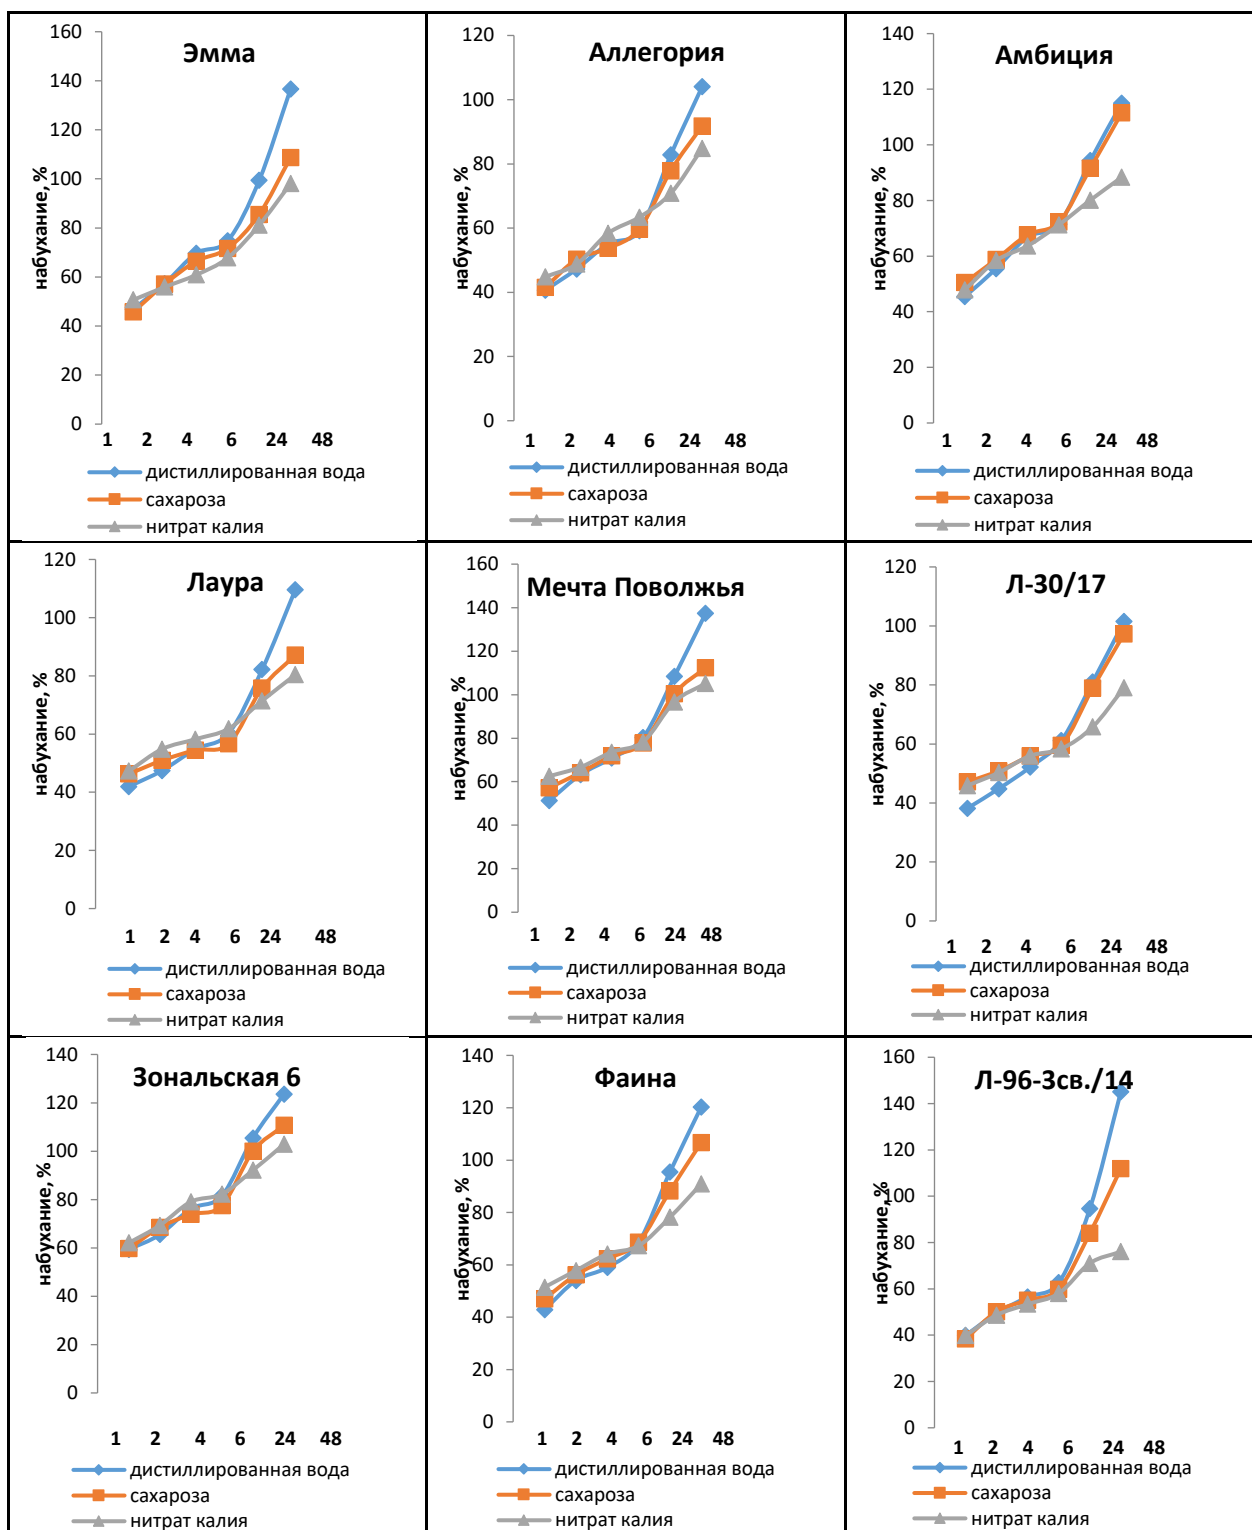 Эмма
набухание, %
160
140
120
100
80
60
40
20
0
1 2 4 6 24 48
дистиллированная вода
сахароза
нитрат калия
Аллегория
набухание, %
120
100
80
60
40
20
0
1 2 4 6 24 48
дистиллированная вода
сахароза
нитрат калия
Амбиция
набухание, %
140
120
100
80
60
40
20
0
1 2 4 6 24 48
дистиллированная вода
сахароза
нитрат калия
Лаура
набухание, %
120
100
80
60
40
20
0
1 2 4 6 24 48
дистиллированная вода
сахароза
нитрат калия
Мечта Поволжья
набухание, %
160
140
120
100
80
60
40
20
0
1 2 4 6 24 48
дистиллированная вода
сахароза
нитрат калия
Л-30/17
набухание, %
120
100
80
60
40
20
0
1 2 4 6 24 48
дистиллированная вода
сахароза
нитрат калия
Зональская 6
набухание, %
140
120
100
80
60
40
20
0
1 2 4 6 24 48
дистиллированная вода
сахароза
нитрат калия
Фаина
набухание, %
140
120
100
80
60
40
20
0
1 2 4 6 24 48
дистиллированная вода
сахароза
нитрат калия
Л-96-3св./14
набухание, %
160
140
120
100
80
60
40
20
0
1 2 4 6 24 48
дистиллированная вода
сахароза
нитрат калия